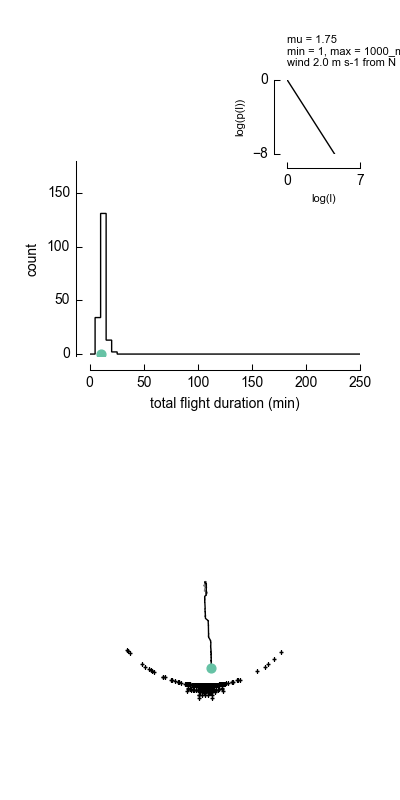 mu = 1.75
min = 1, max = 1000_m
wind 2.0 m s-1 from N
0
log(p(l))
−8
0 7
log(l)
150
100
50
0
count
0 50 100 150 200 250
total flight duration (min)